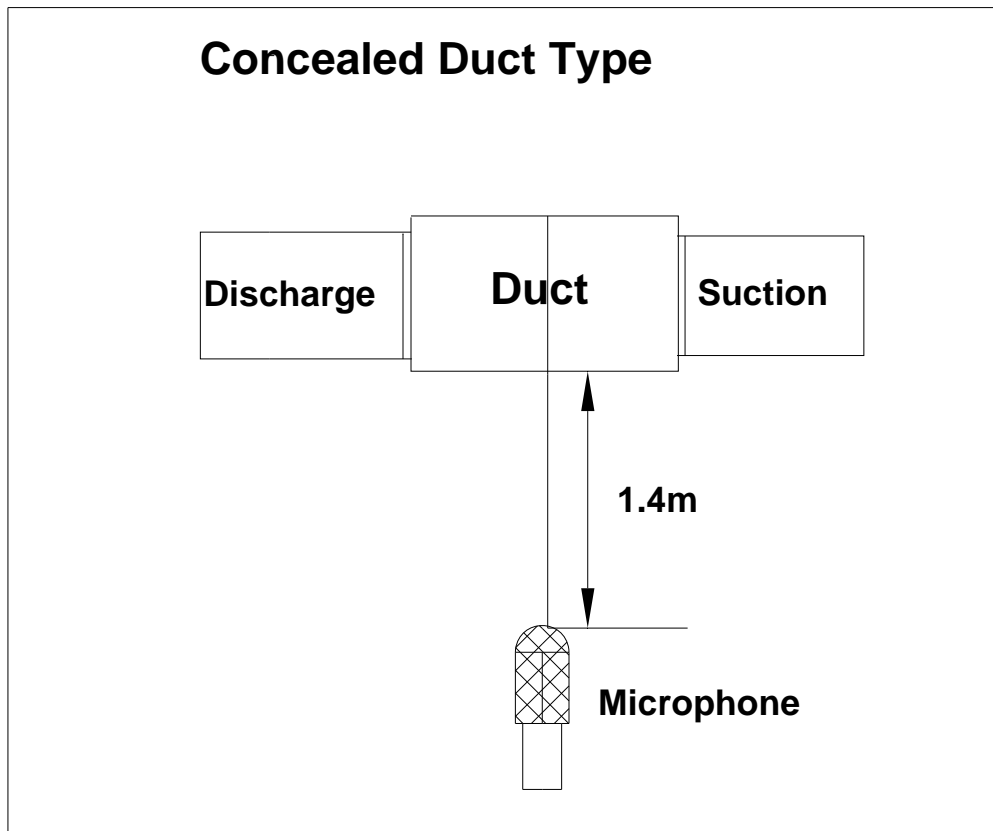 Concealed Duct Type
Discharge
Duct
Suction
1.4m
Microphone